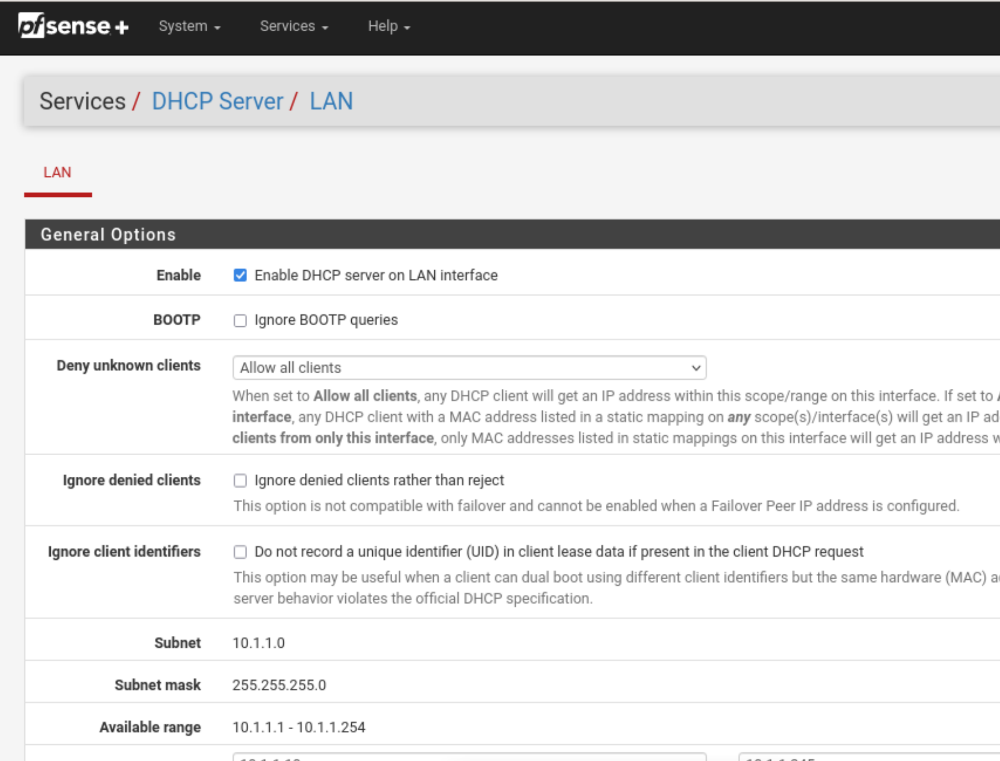 pfsense +
System
Services
Help
Services / DHCP Server / LAN
LAN
General Options
Enable
Enable DHCP server on LAN interface
BOOTP
Ignore BOOTP queries
Deny unknown clients
Allow all clients
When set to Allow all clients, any DHCP client will get an IP address within this scope/range on this interface. If set to
interface, any DHCP client with a MAC address listed in a static mapping on any scope(s)/interface(s) will get an IP
clients from only this interface, only MAC addresses listed in static mappings on this interface will get an IP address
Ignore denied clients
Ignore denied clients rather than reject
This option is not compatible with failover and cannot be enabled when a Failover Peer IP address is configured.
Ignore client identifiers
Do not record a unique identifier (UID) in client lease data if present in the client DHCP request
This option may be useful when a client can dual boot using different client identifiers but the same hardware (MAC)
server behavior violates the official DHCP specification.
Subnet
10.1.1.0
Subnet mask
255.255.255.0
Available range
10.1.1.1 - 10.1.1.254